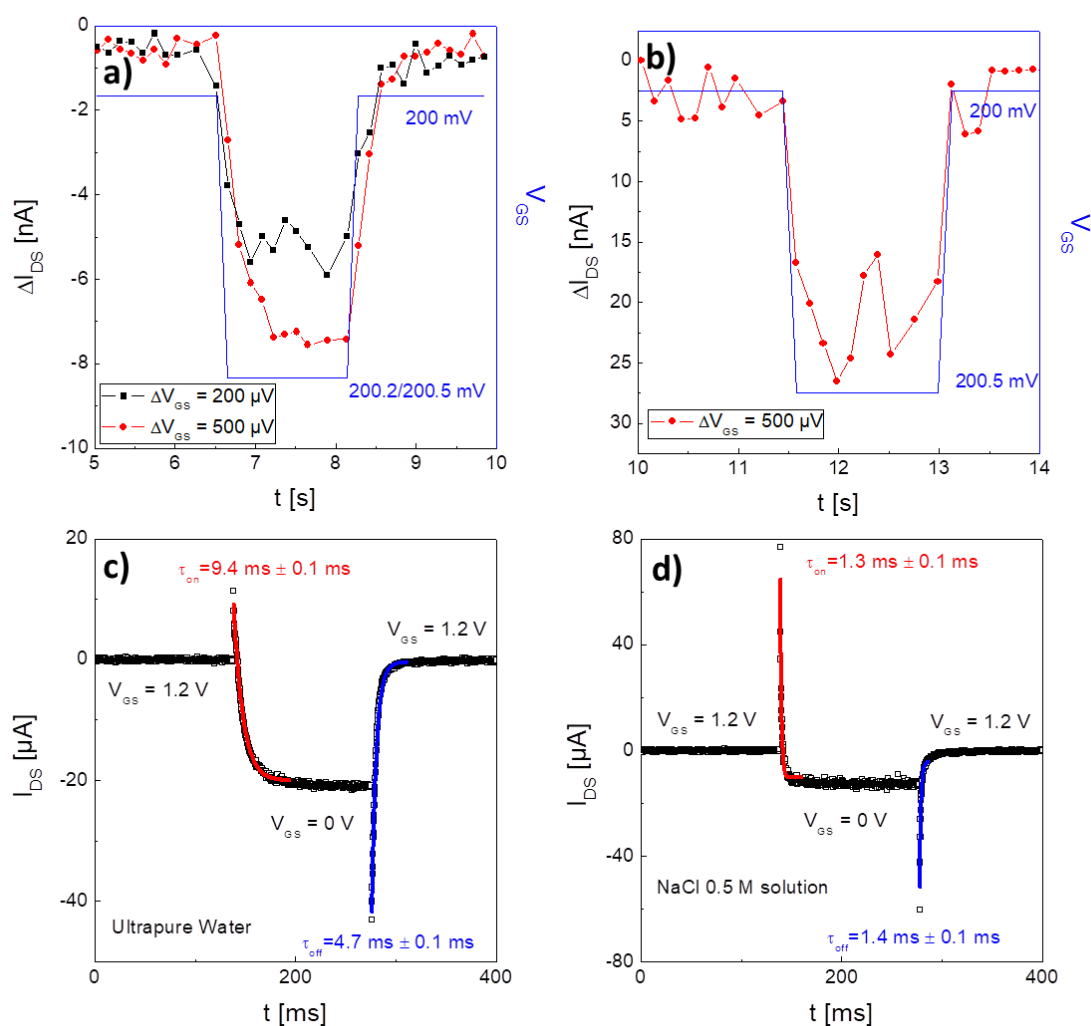 a)
0
-2
-4
-6
-8
-10
ΔI_DS [nA]
200 mV
200.2/200.5 mV
V_GS
ΔV_GS = 200 µV
ΔV_GS = 500 µV
5 6 7 8 9 10
t [s]
b)
0
5
10
15
20
25
30
ΔI_DS [nA]
200 mV
200.5 mV
V_GS
ΔV_GS = 500 µV
10 11 12 13 14
t [s]
c)
20
0
-20
-40
I_DS [µA]
τ_on=9.4 ms ± 0.1 ms
V_GS = 1.2 V
V_GS = 1.2 V
V_GS = 0 V
Ultrapure Water
τ_off=4.7 ms ± 0.1 ms
0 200 400
t [ms]
d)
80
40
0
-40
-80
I_DS [µA]
τ_on=1.3 ms ± 0.1 ms
V_GS = 1.2 V
V_GS = 1.2 V
V_GS = 0 V
NaCl 0.5 M solution
τ_off=1.4 ms ± 0.1 ms
0 200 400
t [ms]